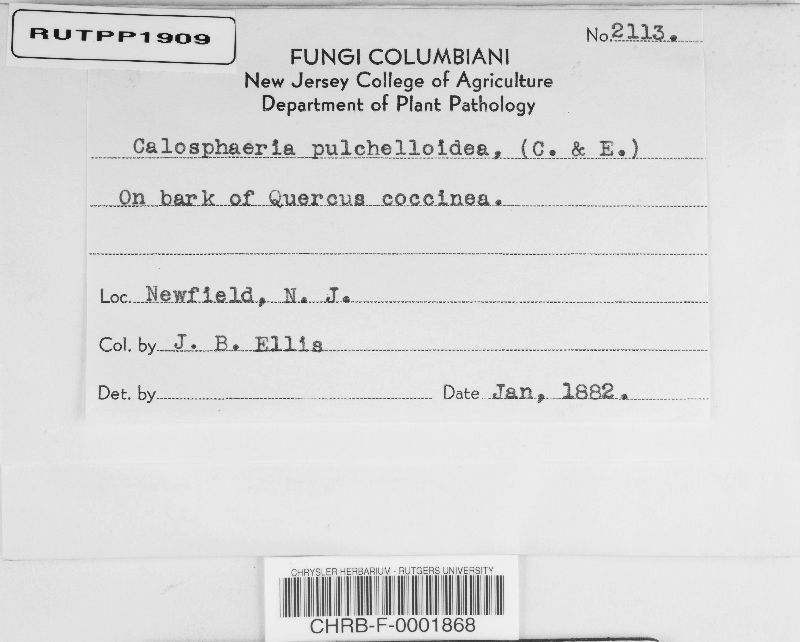 RUTPP1909
No. 2113.
FUNGI COLUMBIANI
New Jersey College of Agriculture
Department of Plant Pathology
Calosphaeria pulchelloidea, (C. & E.)
On bark of Quercus coccinea.
Loc. Newfield, N. J.
Col. by J. B. Ellis
Det. by Date Jan, 1882.
CHRYSLER HERBARIUM - RUTGERS UNIVERSITY
CHRB-F-0001868